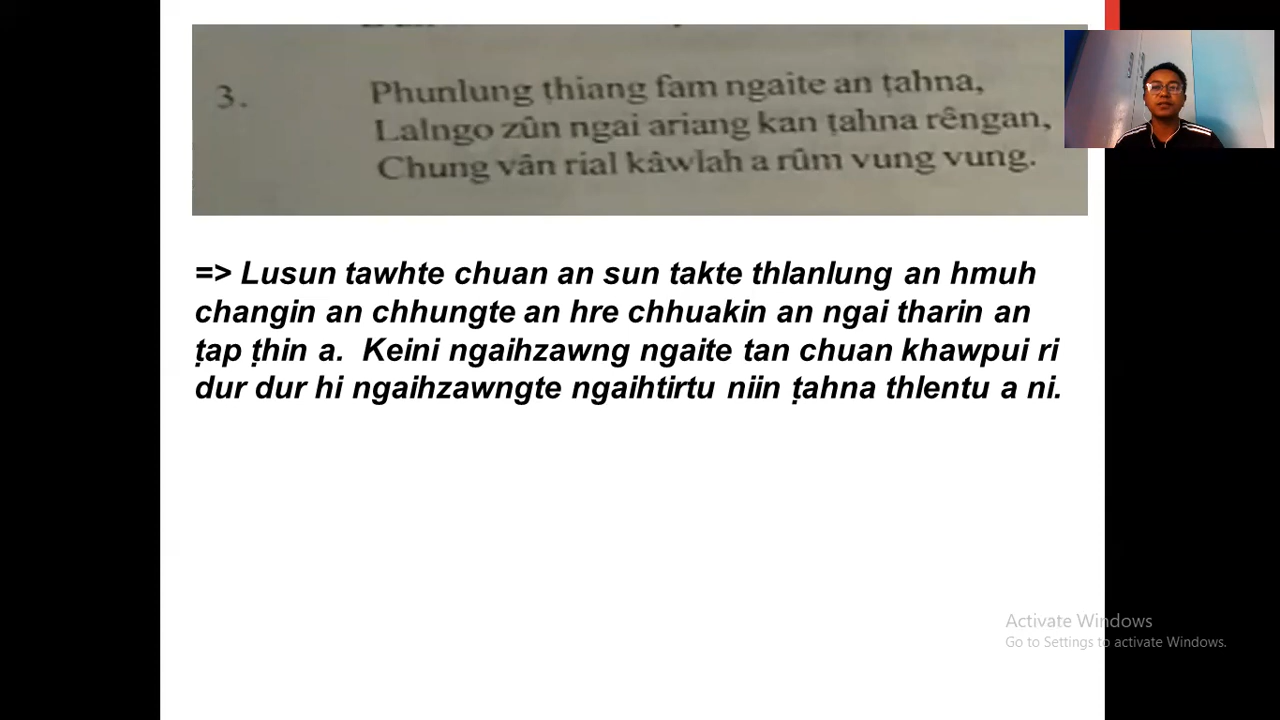 3. Phunlung ṭhiang fam ngaite an ṭahna,
Lalngo zûn ngai ariang kan ṭahna rêngan,
Chung vân rial kâwlah a rûm vung vung.
=> Lusun tawhte chuan an sun takte thlanlung an hmuh
changin an chhungte an hre chhuakin an ngai tharin an
ṭap ṭhin a. Keini ngaihzawng ngaite tan chuan khawpui ri
dur dur hi ngaihzawngte ngaihtirtu niin ṭahna thlentu a ni.
Activate Windows
Go to Settings to activate Windows.